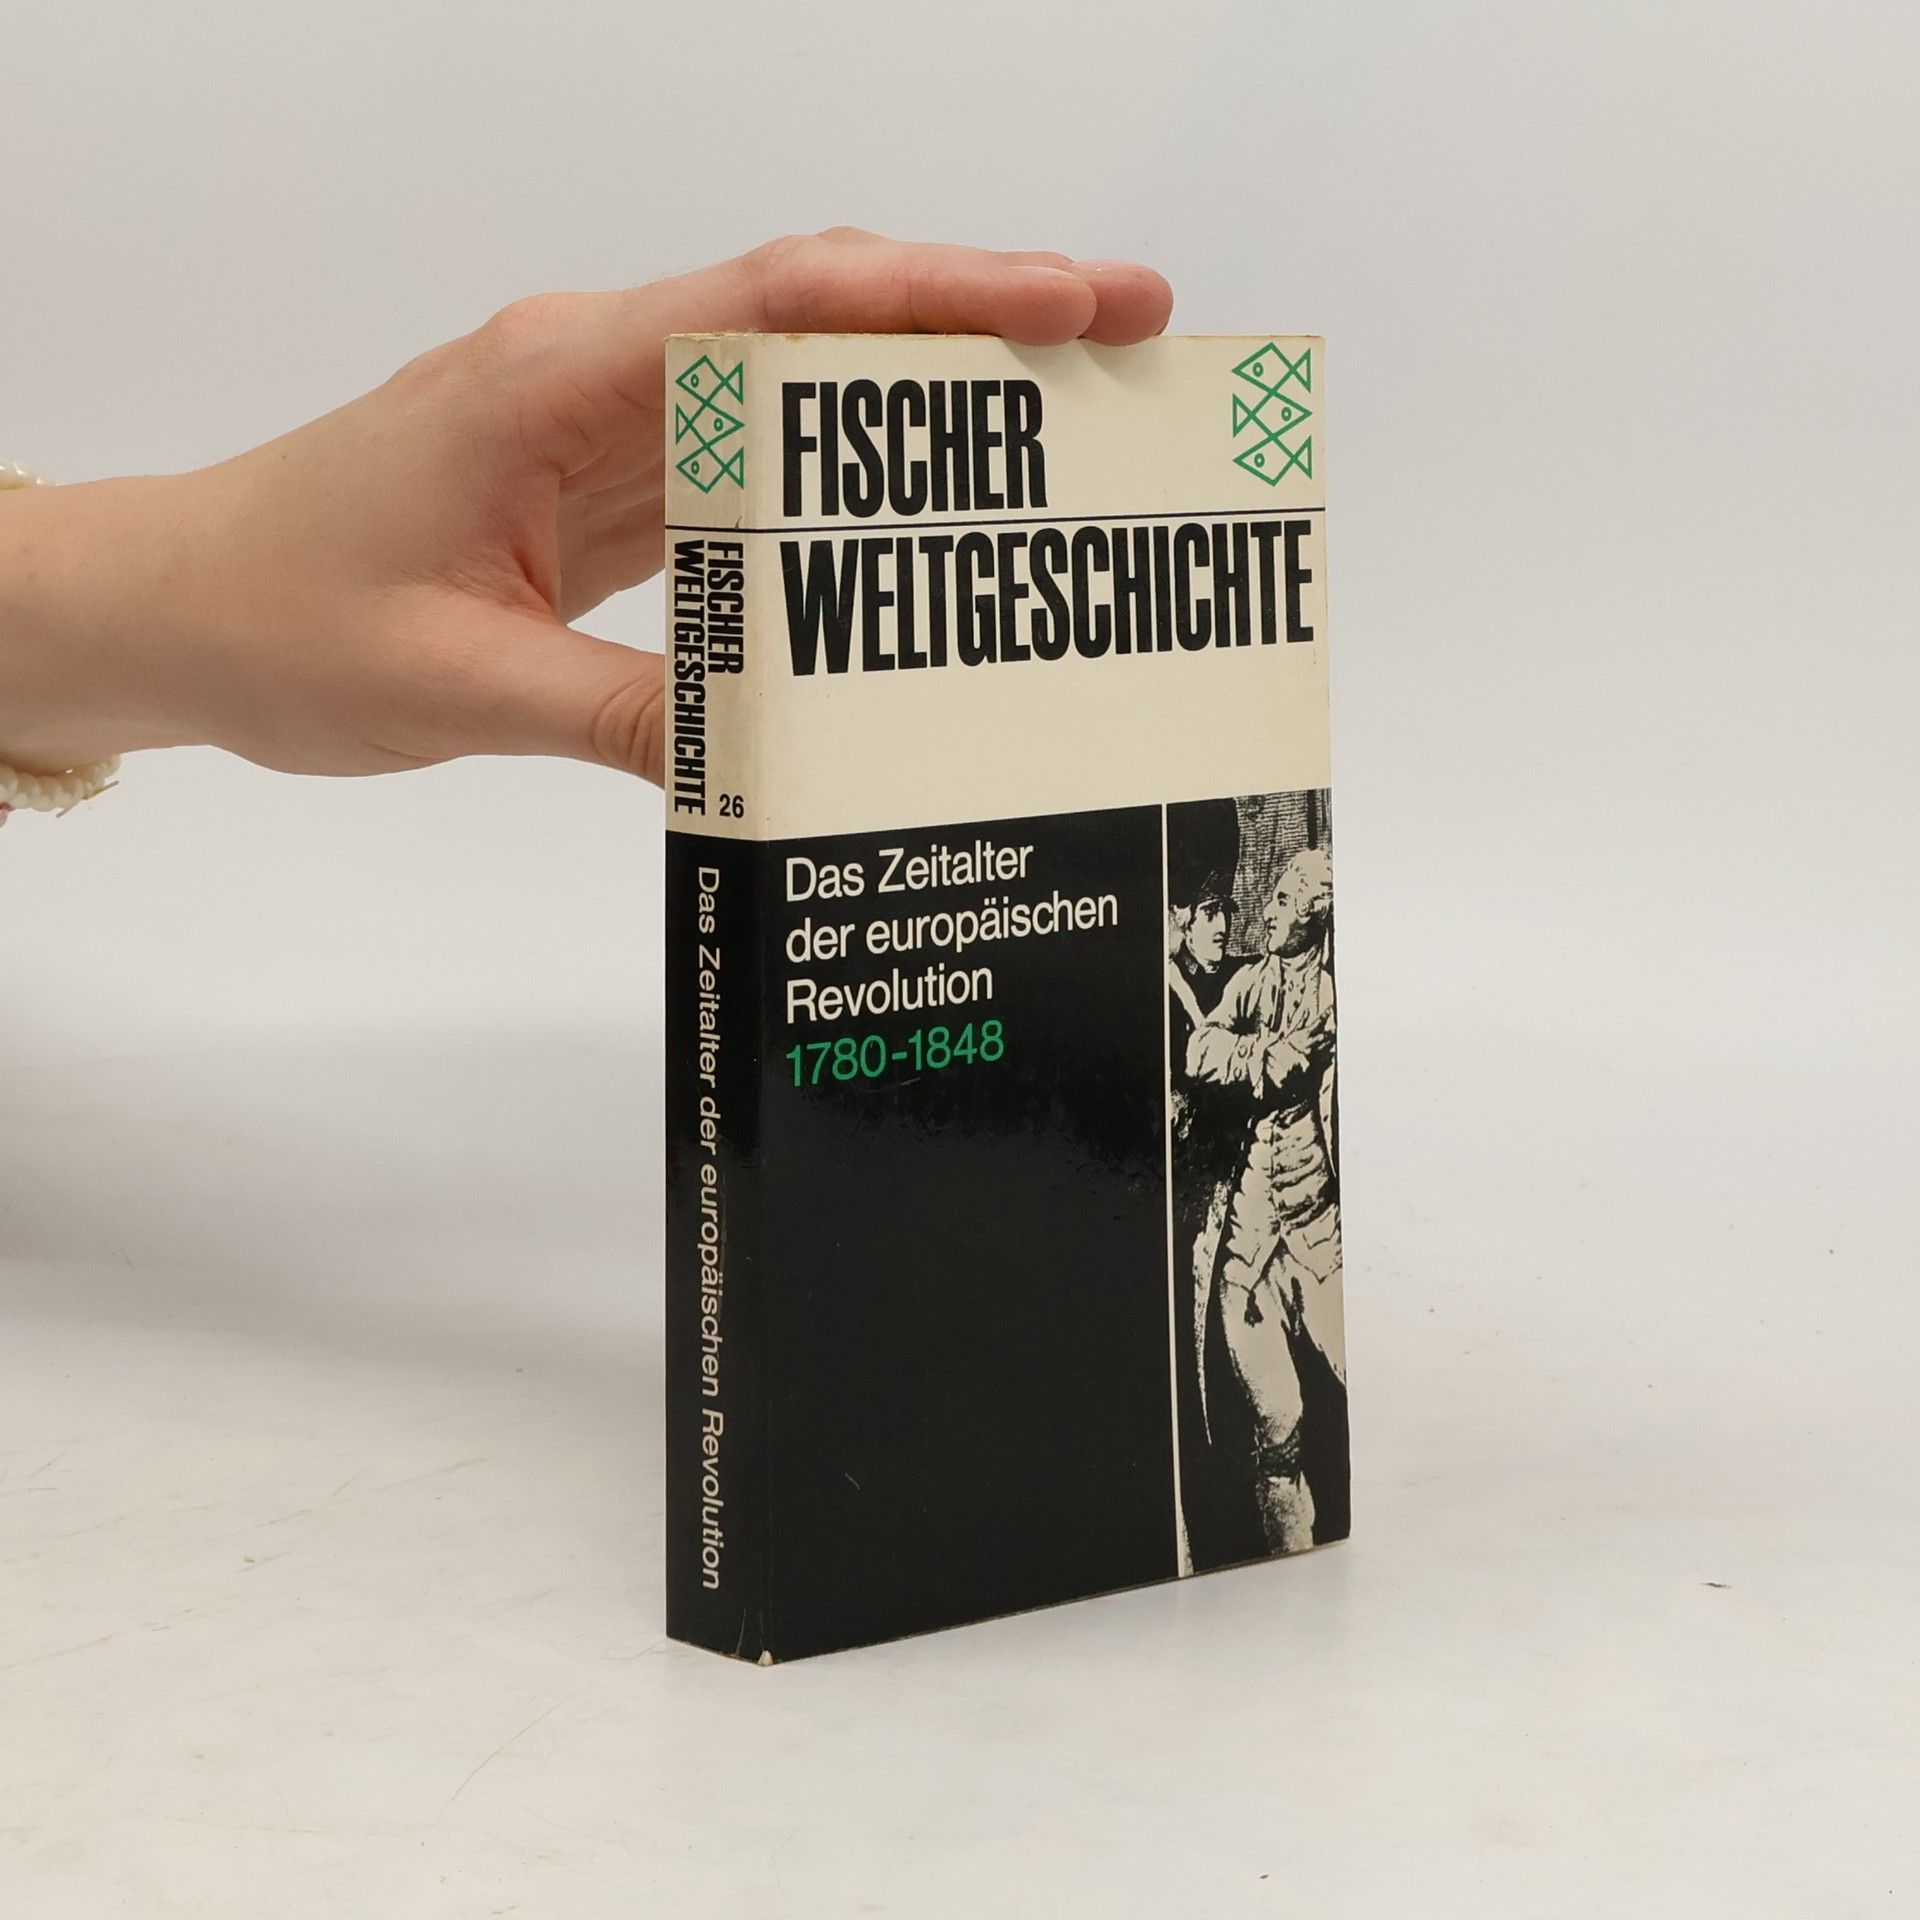 FISCHER
WELTGESCHICHTE
Das Zeitalter
der europäischen
Revolution
1780-1848
FISCHER
WELTGESCHICHTE
26
Das Zeitalter der europäischen Revolution